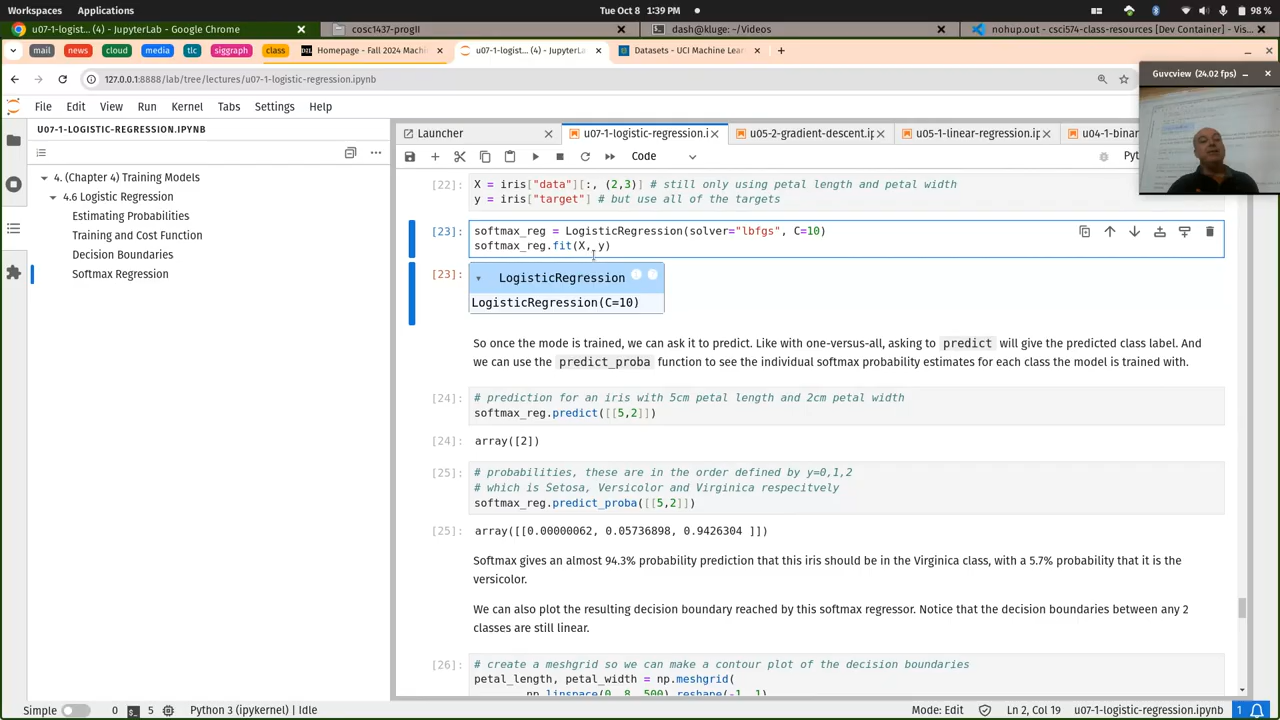 Workspaces Applications Tue Oct 8 1:39 PM 98 %
u07-1-logist... (4) - JupyterLab - Google Chrome cosc1437-progII dash@kluge:~/Videos nohup.out - csci574-class-resources [Dev Container]
mail news cloud media tlc siggraph class Homepage - Fall 2024 Machin u07-1-logist... (4) - JupyterL Datasets - UCI Machine Lear
127.0.0.1:8888/lab/tree/lectures/u07-1-logistic-regression.ipynb
Guvcview (24.02 fps)
File Edit View Run Kernel Tabs Settings Help
U07-1-LOGISTIC-REGRESSION.IPYNB
Launcher u07-1-logistic-regression.i u05-2-gradient-descent.ip u05-1-linear-regression.ip u04-1-binar
Code
4. (Chapter 4) Training Models
4.6 Logistic Regression
Estimating Probabilities
Training and Cost Function
Decision Boundaries
Softmax Regression
[22]: X = iris["data"][:, (2,3)] # still only using petal length and petal width
y = iris["target"] # but use all of the targets
[23]: softmax_reg = LogisticRegression(solver="lbfgs", C=10)
softmax_reg.fit(X, y)
[23]: LogisticRegression
LogisticRegression(C=10)
So once the mode is trained, we can ask it to predict. Like with one-versus-all, asking to predict will give the predicted class label. And
we can use the predict_proba function to see the individual softmax probability estimates for each class the model is trained with.
[24]: # prediction for an iris with 5cm petal length and 2cm petal width
softmax_reg.predict([[5,2]])
[24]: array([2])
[25]: # probabilities, these are in the order defined by y=0,1,2
# which is Setosa, Versicolor and Virginica respecitvely
softmax_reg.predict_proba([[5,2]])
[25]: array([[0.00000062, 0.05736898, 0.9426304 ]])
Softmax gives an almost 94.3% probability prediction that this iris should be in the Virginica class, with a 5.7% probability that it is the
versicolor.
We can also plot the resulting decision boundary reached by this softmax regressor. Notice that the decision boundaries between any 2
classes are still linear.
[26]: # create a meshgrid so we can make a contour plot of the decision boundaries
petal_length, petal_width = np.meshgrid(
np.linspace(0, 8, 500).reshape(-1, 1)
Simple 0 5 Python 3 (ipykernel) | Idle Mode: Edit Ln 2, Col 19 u07-1-logistic-regression.ipynb 1